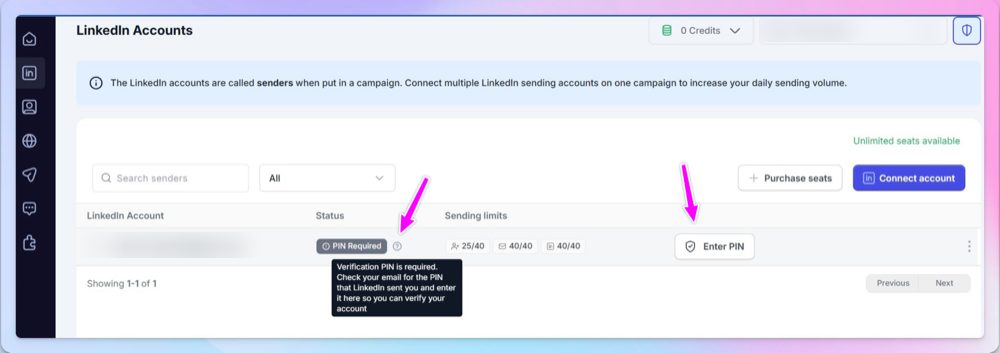 LinkedIn Accounts
0 Credits
The LinkedIn accounts are called senders when put in a campaign. Connect multiple LinkedIn sending accounts on one campaign to increase your daily sending volume.
Unlimited seats available
Search senders
All
Purchase seats
in Connect account
LinkedIn Account Status Sending limits
PIN Required
25/40 40/40 40/40
Enter PIN
Verification PIN is required.
Check your email for the PIN
that LinkedIn sent you and enter
it here so you can verify your
account
Showing 1-1 of 1
Previous Next